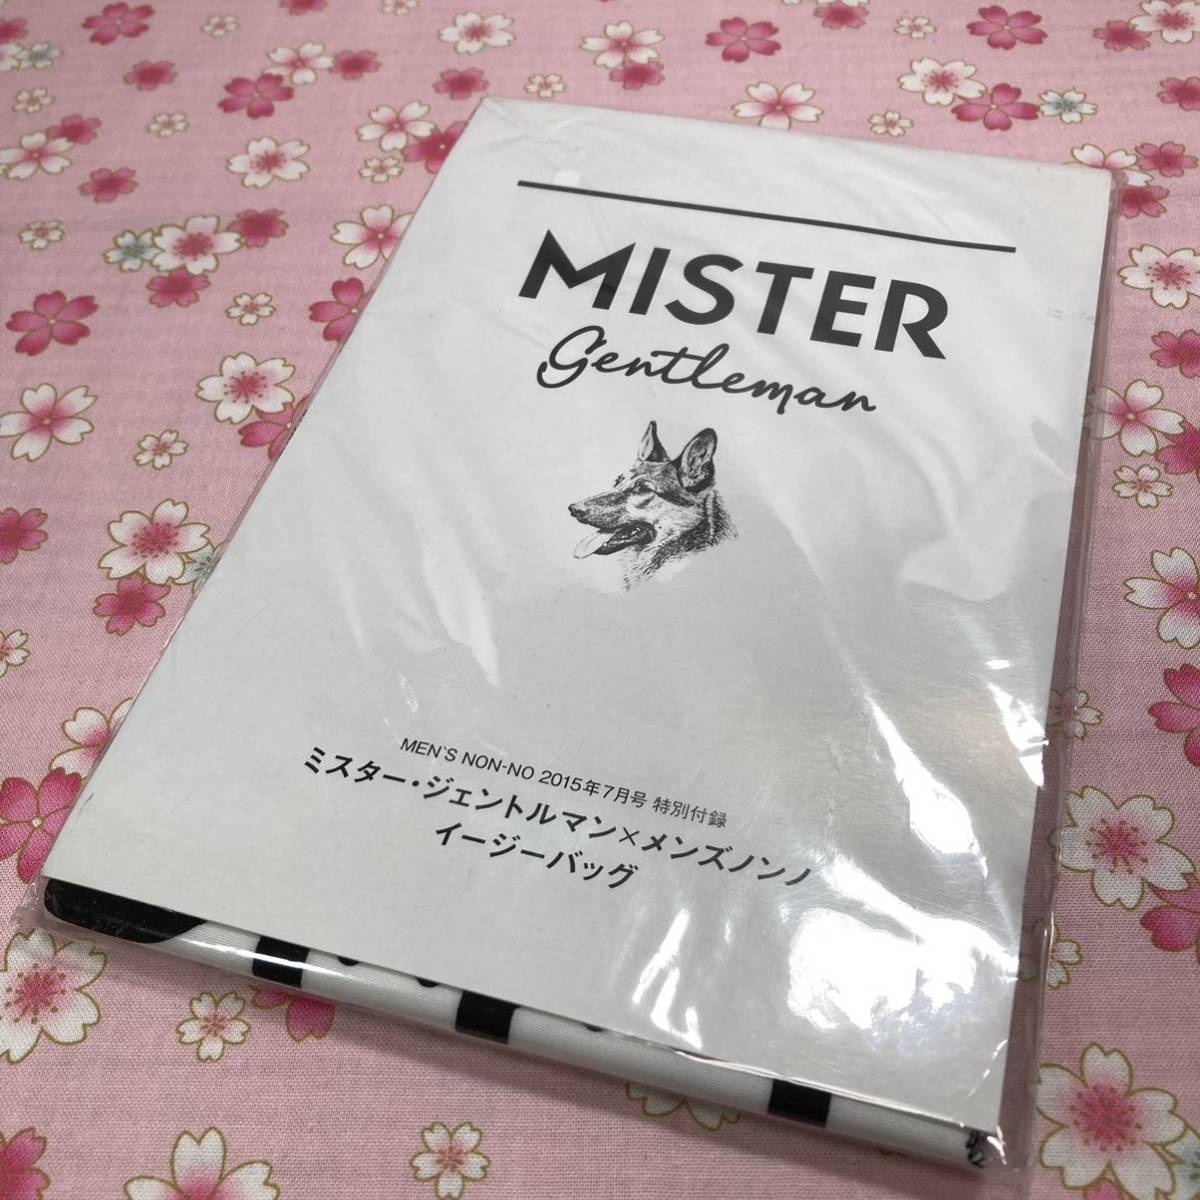 MISTER
Gentleman
MEN'S NON-NO 2015年7月号 特別付録
ミスター・ジェントルマン×メンズノンノ
イージーバッグ